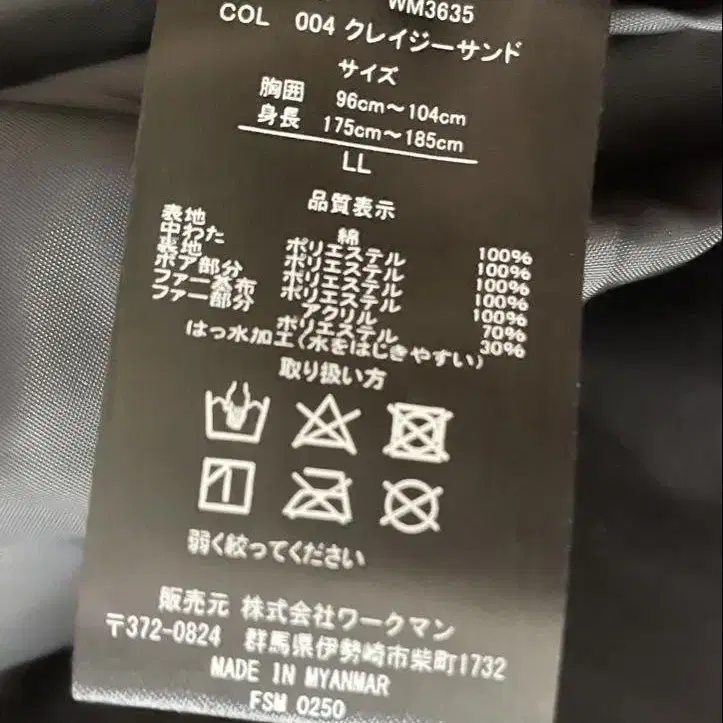 WM3635
COL 004 クレイジーサンド
サイズ
胸囲 96cm～104cm
身長 175cm～185cm
LL
品質表示
表地 綿 100%
中わた ポリエステル 100%
裏地 ポリエステル 100%
ボア部分 ポリエステル 100%
ファー基布 ポリエステル 100%
ファー部分 アクリル 70%
ポリエステル 30%
はっ水加工(水をはじきやすい)
取り扱い方
弱く絞ってください
販売元 株式会社ワークマン
〒372-0824 群馬県伊勢崎市柴町1732
MADE IN MYANMAR
FSM 0250